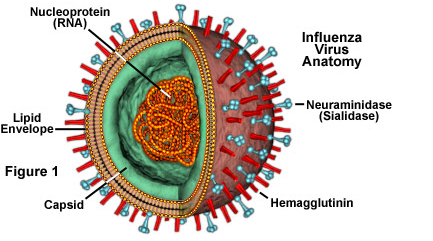 Nucleoprotein
(RNA)
Influenza
Virus
Anatomy
Neuraminidase
(Sialidase)
Lipid
Envelope
Figure 1
Capsid
Hemagglutinin